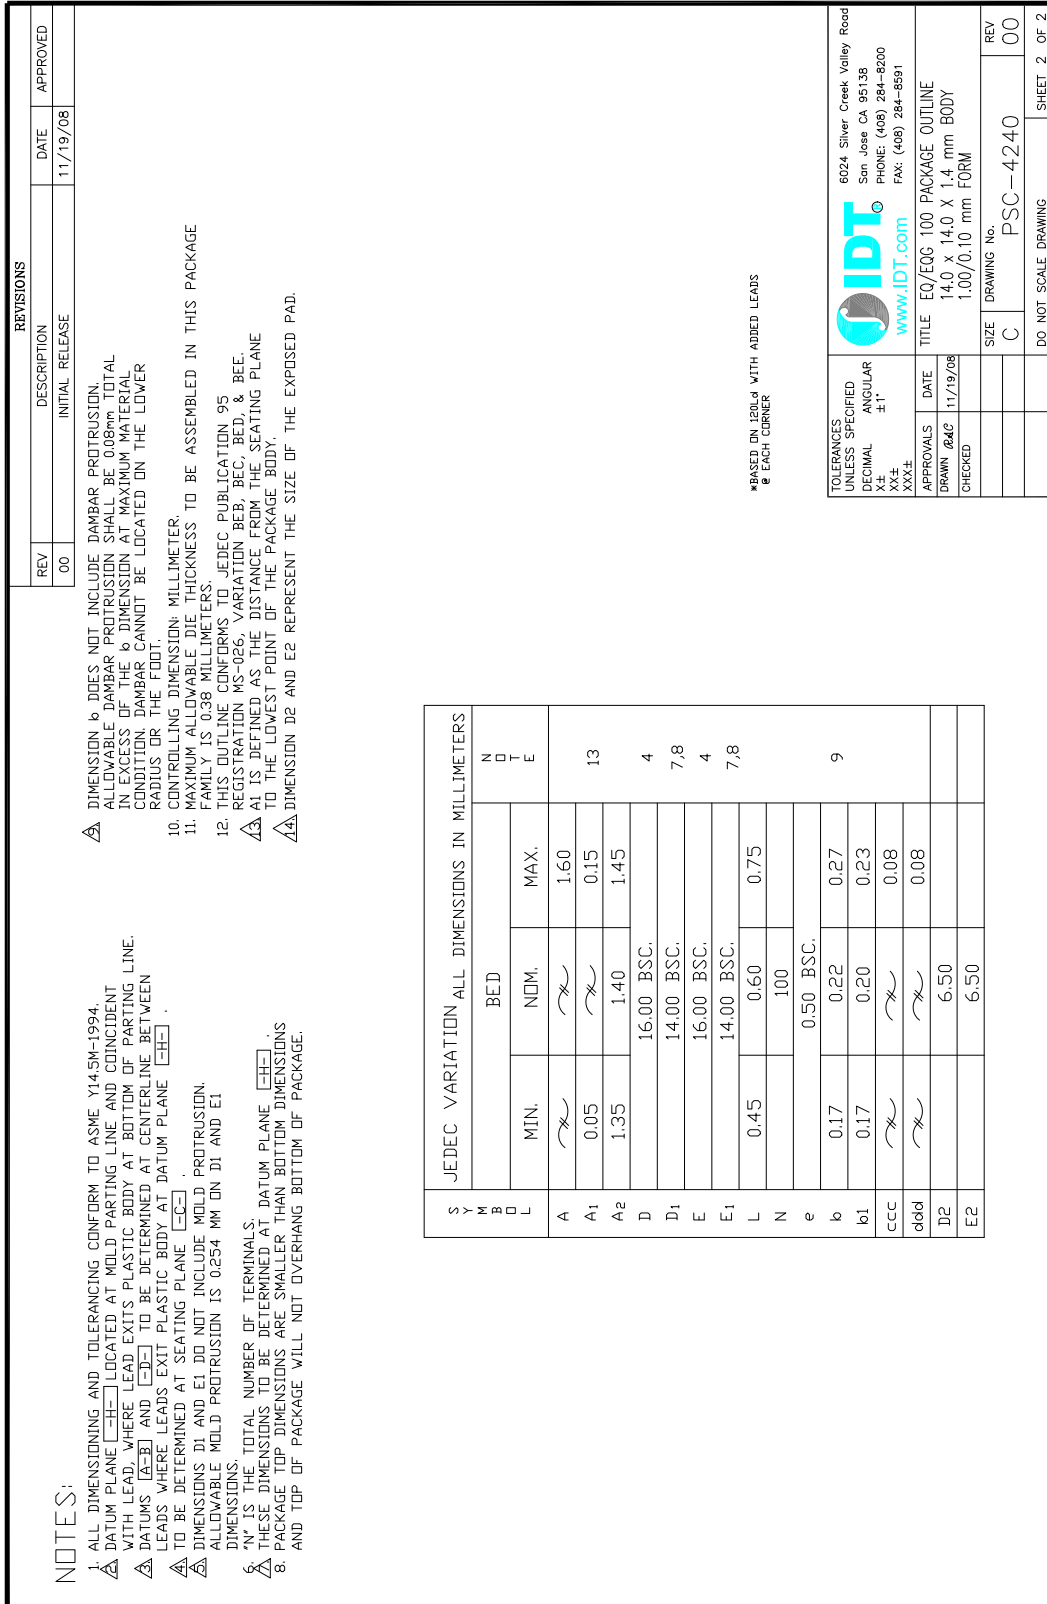 NOTES:
1. ALL DIMENSIONING AND TOLERANCING CONFORM TO ASME Y14.5M-1994.
2. DATUM PLANE -H- LOCATED AT MOLD PARTING LINE AND COINCIDENT
WITH LEAD, WHERE LEAD EXITS PLASTIC BODY AT BOTTOM OF PARTING LINE.
3. DATUMS A-B AND -D- TO BE DETERMINED AT CENTERLINE BETWEEN
LEADS WHERE LEADS EXIT PLASTIC BODY AT DATUM PLANE -H- .
4. TO BE DETERMINED AT SEATING PLANE -C- .
5. DIMENSIONS D1 AND E1 DO NOT INCLUDE MOLD PROTRUSION.
ALLOWABLE MOLD PROTRUSION IS 0.254 MM ON D1 AND E1
DIMENSIONS.
6. "N" IS THE TOTAL NUMBER OF TERMINALS.
7. THESE DIMENSIONS TO BE DETERMINED AT DATUM PLANE -H- .
8. PACKAGE TOP DIMENSIONS ARE SMALLER THAN BOTTOM DIMENSIONS
AND TOP OF PACKAGE WILL NOT OVERHANG BOTTOM OF PACKAGE.
9. DIMENSION b DOES NOT INCLUDE DAMBAR PROTRUSION.
ALLOWABLE DAMBAR PROTRUSION SHALL BE 0.08mm TOTAL
IN EXCESS OF THE b DIMENSION AT MAXIMUM MATERIAL
CONDITION. DAMBAR CANNOT BE LOCATED ON THE LOWER
RADIUS OR THE FOOT.
10. CONTROLLING DIMENSION: MILLIMETER.
11. MAXIMUM ALLOWABLE DIE THICKNESS TO BE ASSEMBLED IN THIS PACKAGE
FAMILY IS 0.38 MILLIMETERS.
12. THIS OUTLINE CONFORMS TO JEDEC PUBLICATION 95
REGISTRATION MS-026, VARIATION BEB, BEC, BED, & BEE.
13. A1 IS DEFINED AS THE DISTANCE FROM THE SEATING PLANE
TO THE LOWEST POINT OF THE PACKAGE BODY.
14. DIMENSION D2 AND E2 REPRESENT THE SIZE OF THE EXPOSED PAD.
REVISIONS
REV DESCRIPTION DATE APPROVED
00 INITIAL RELEASE 11/19/08
SYMBOL JEDEC VARIATION ALL DIMENSIONS IN MILLIMETERS
BED NOTE
MIN. NOM. MAX.
A 1.60
A1 0.05 0.15 13
A2 1.35 1.40 1.45
D 16.00 BSC. 4
D1 14.00 BSC. 7,8
E 16.00 BSC. 4
E1 14.00 BSC. 7,8
L 0.45 0.60 0.75
N 100
e 0.50 BSC.
b 0.17 0.22 0.27 9
b1 0.17 0.20 0.23
ccc 0.08
ddd 0.08
D2 6.50
E2 6.50
*BASED ON 120Ld WITH ADDED LEADS
@ EACH CORNER
TOLERANCES
UNLESS SPECIFIED
DECIMAL ANGULAR
X± ±1°
XX±
XXX±
IDT®
www.IDT.com
6024 Silver Creek Valley Road
San Jose CA 95138
PHONE: (408) 284-8200
FAX: (408) 284-8591
APPROVALS DATE
DRAWN 11/19/08
CHECKED
TITLE EQ/EQG 100 PACKAGE OUTLINE
14.0 x 14.0 X 1.4 mm BODY
1.00/0.10 mm FORM
SIZE DRAWING No. REV
C PSC-4240 00
DO NOT SCALE DRAWING SHEET 2 OF 2